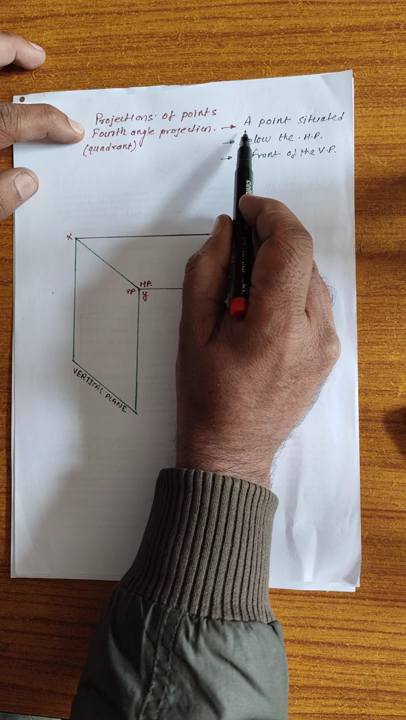 Projections of points
Fourth angle projection. → A point situated
(quadrant) → low the H.P.
→ front of the V.P.
X
H.P.
V.P.
y
VERTICAL PLANE